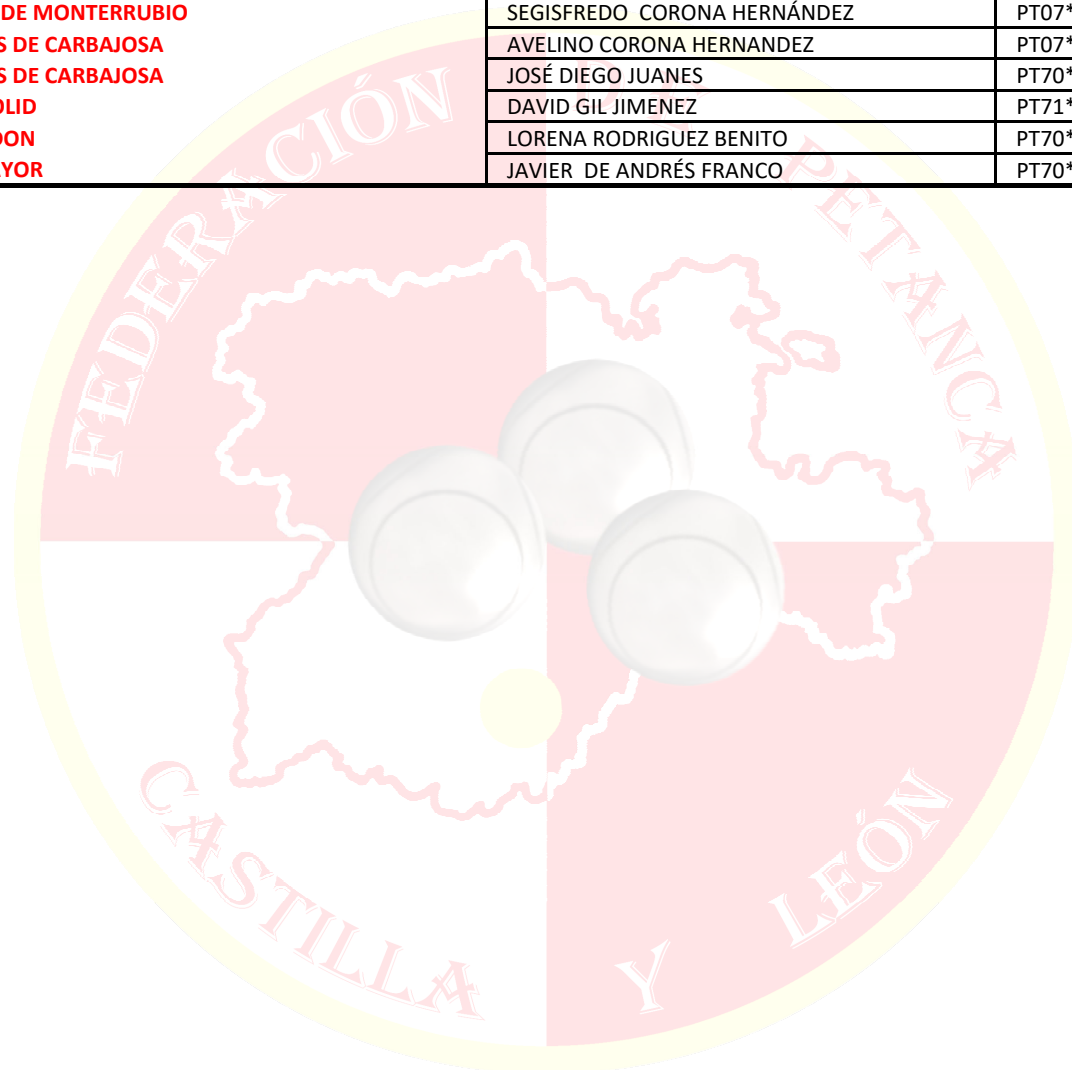 DE MONTERRUBIO SEGISFREDO CORONA HERNÁNDEZ PT07*
S DE CARBAJOSA AVELINO CORONA HERNANDEZ PT07*
S DE CARBAJOSA JOSÉ DIEGO JUANES PT70*
OLID DAVID GIL JIMENEZ PT71*
DON LORENA RODRIGUEZ BENITO PT70*
YOR JAVIER DE ANDRÉS FRANCO PT70*
FEDERACIÓN DE PETANCA
CASTILLA Y LEÓN